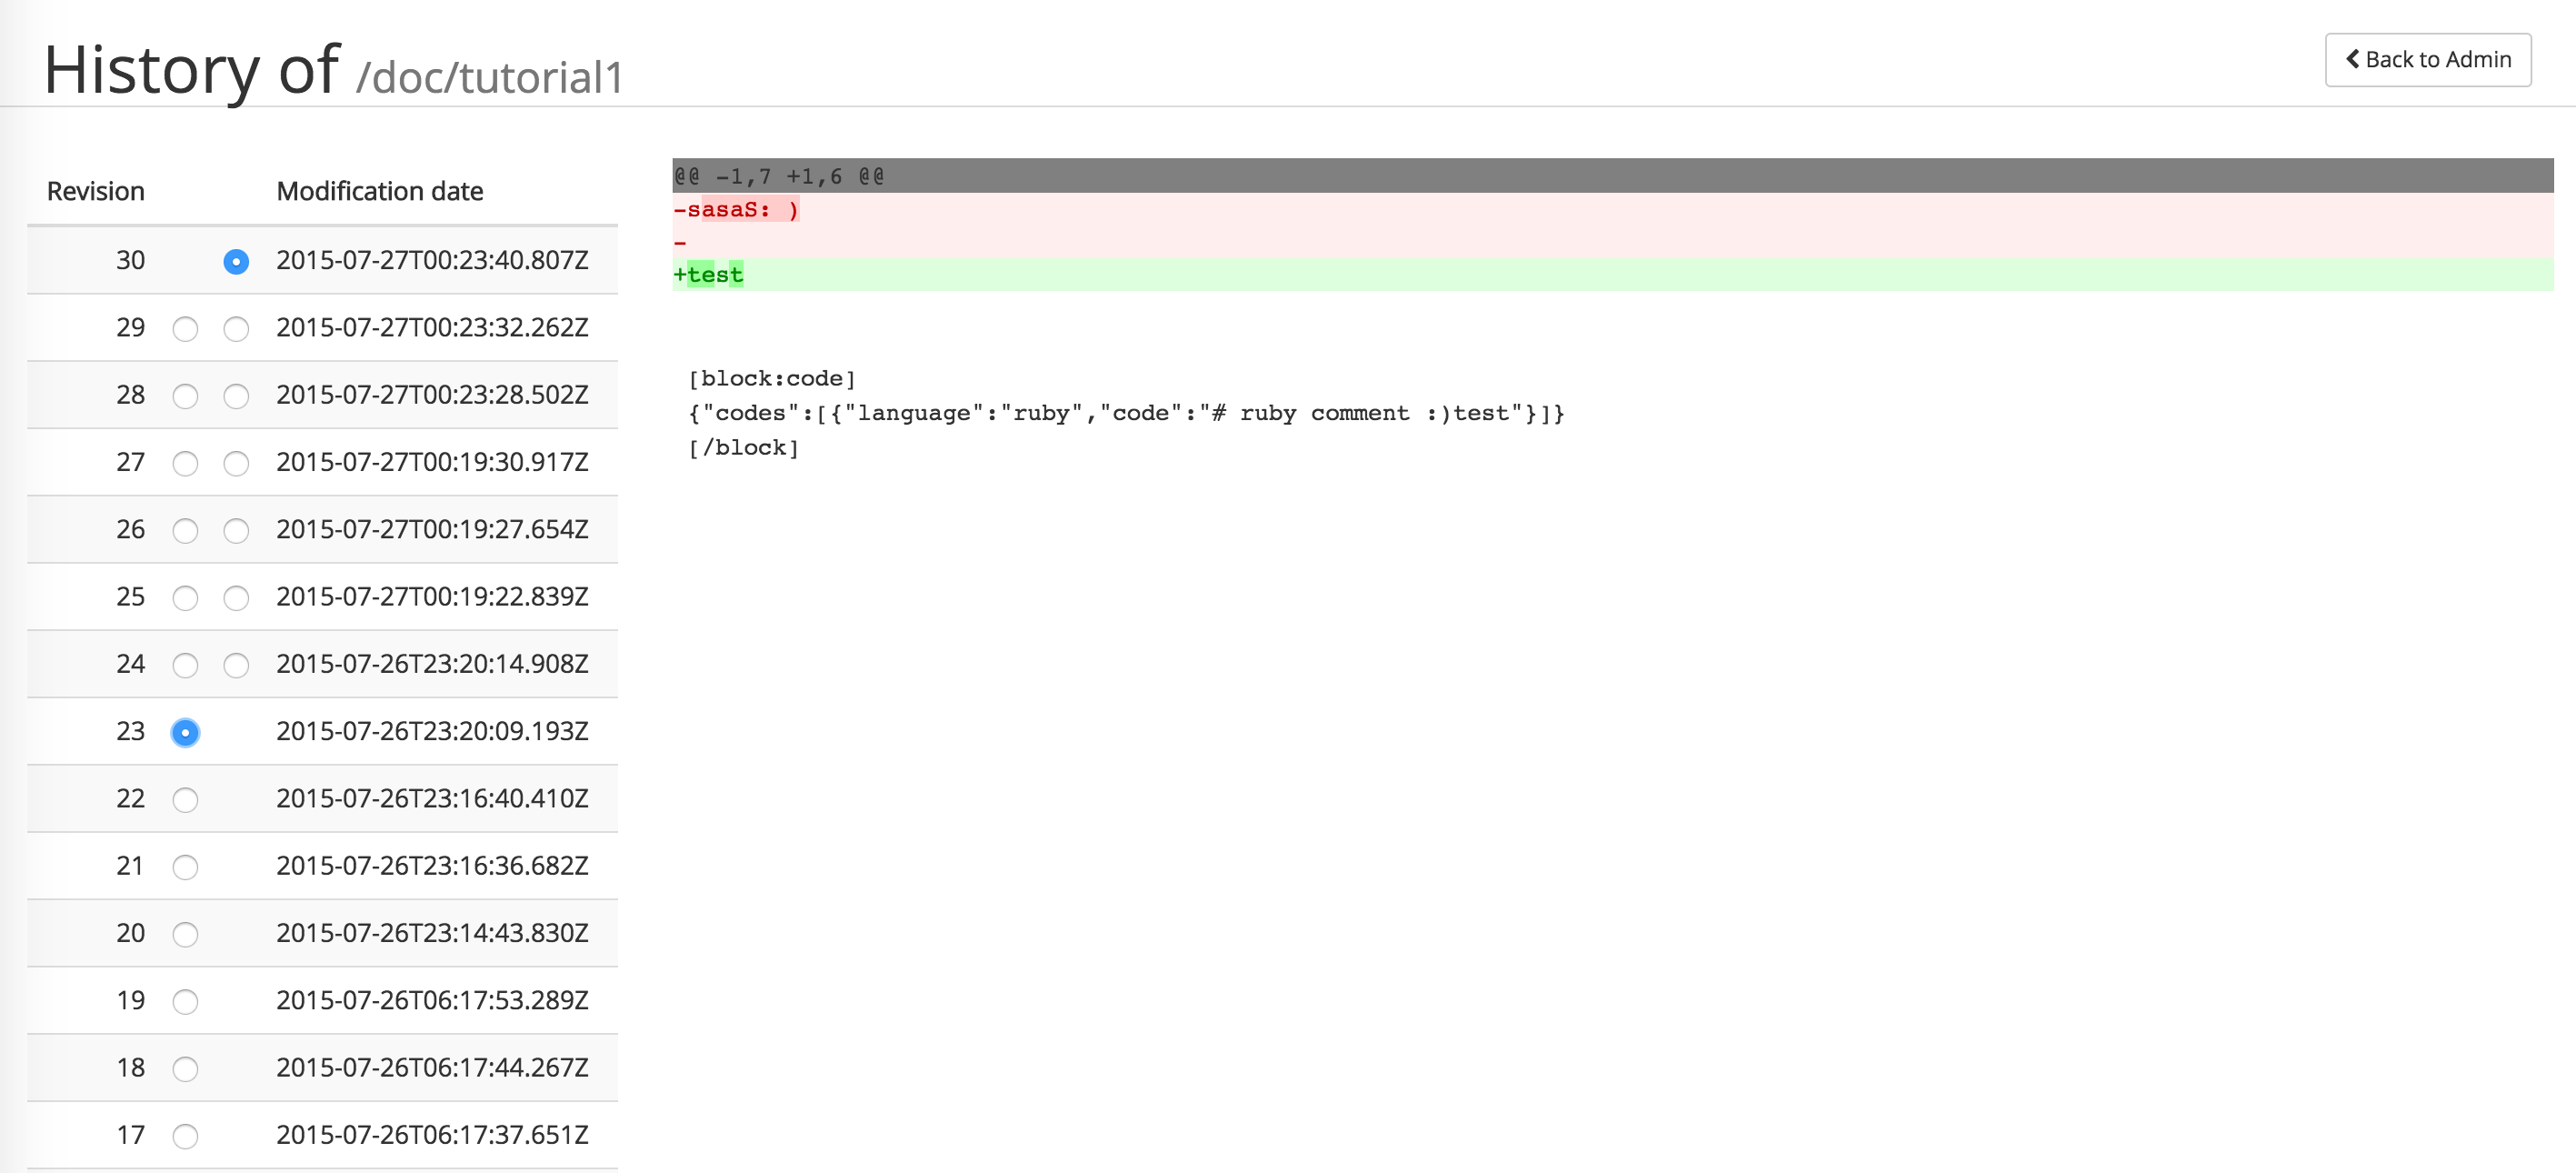 History of /doc/tutorial1
Back to Admin
Revision Modification date
30 2015-07-27T00:23:40.807Z
29 2015-07-27T00:23:32.262Z
28 2015-07-27T00:23:28.502Z
27 2015-07-27T00:19:30.917Z
26 2015-07-27T00:19:27.654Z
25 2015-07-27T00:19:22.839Z
24 2015-07-26T23:20:14.908Z
23 2015-07-26T23:20:09.193Z
22 2015-07-26T23:16:40.410Z
21 2015-07-26T23:16:36.682Z
20 2015-07-26T23:14:43.830Z
19 2015-07-26T06:17:53.289Z
18 2015-07-26T06:17:44.267Z
17 2015-07-26T06:17:37.651Z
@@ -1,7 +1,6 @@
-sasaS: )
-
+test
[block:code]
{"codes":[{"language":"ruby","code":"# ruby comment :)test"}]}
[/block]